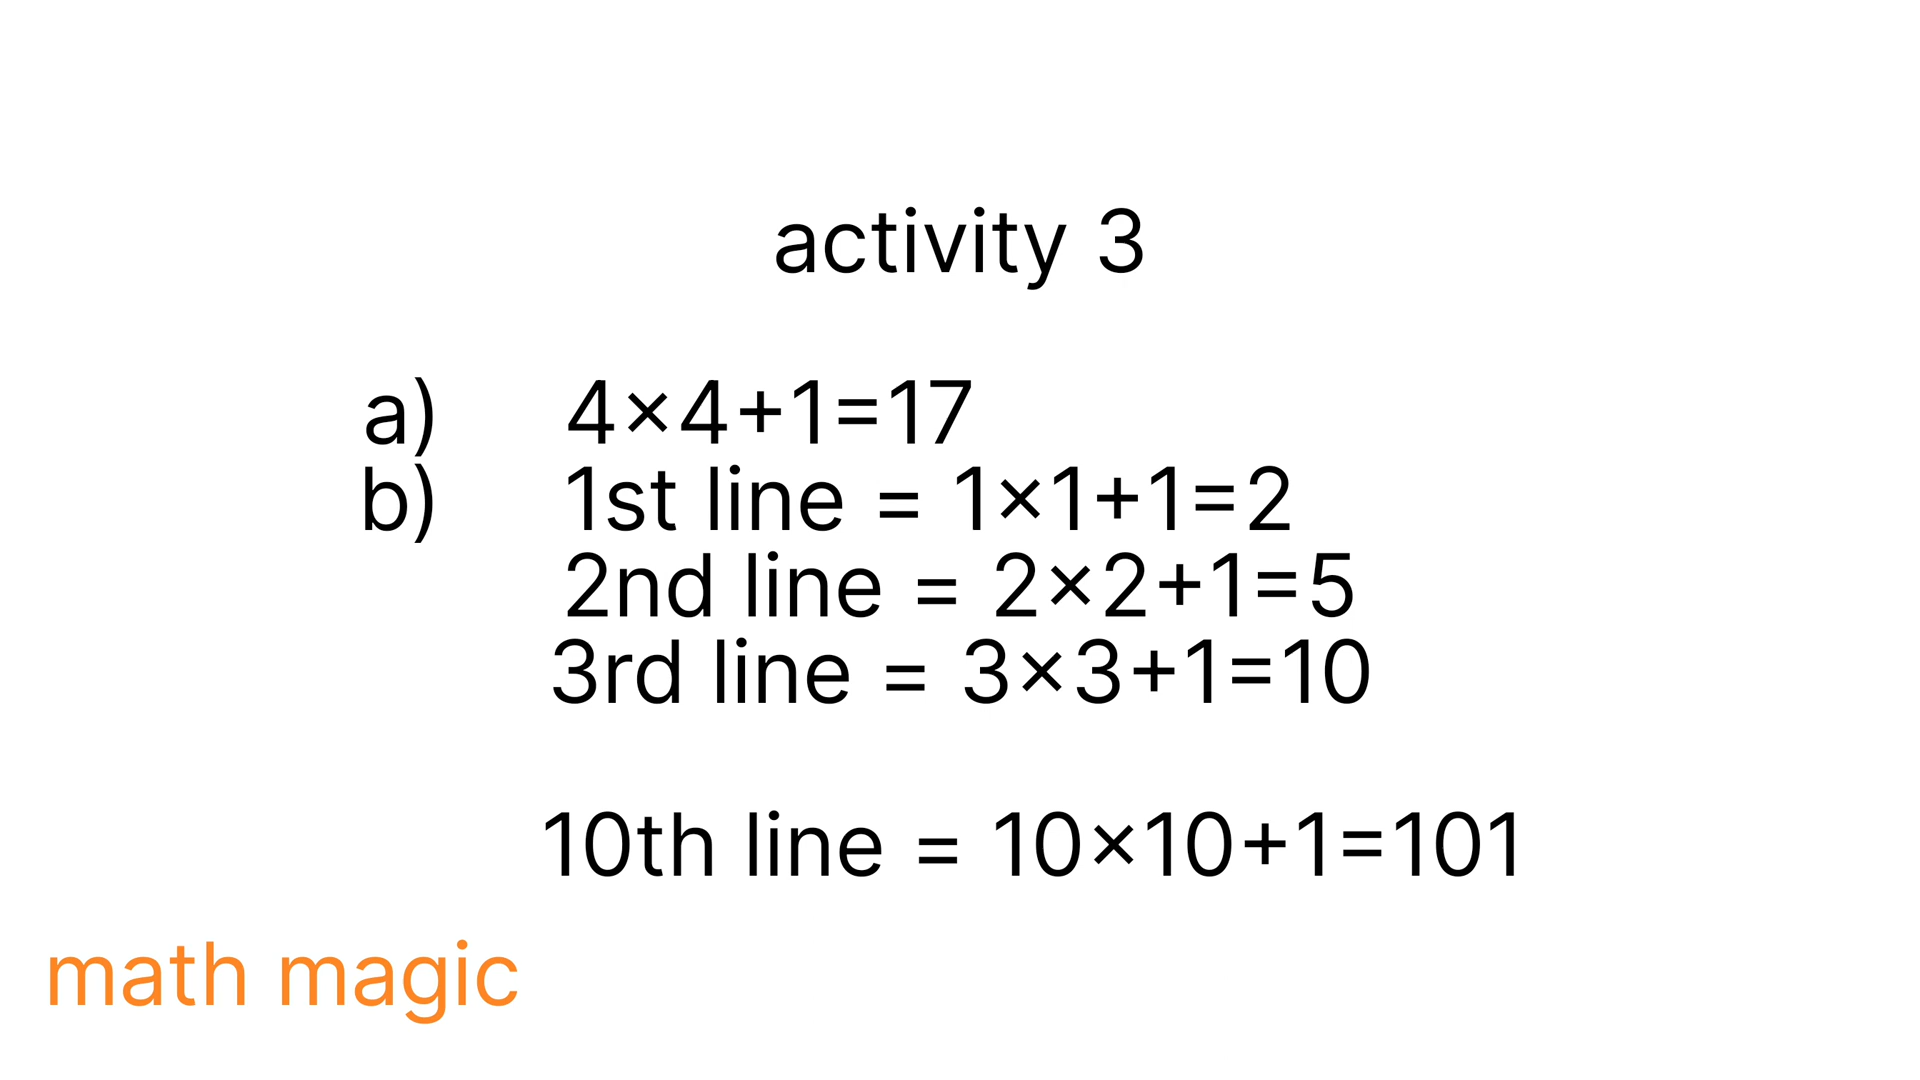 activity 3
a) 4×4+1=17
b) 1st line = 1×1+1=2
2nd line = 2×2+1=5
3rd line = 3×3+1=10
10th line = 10×10+1=101
math magic